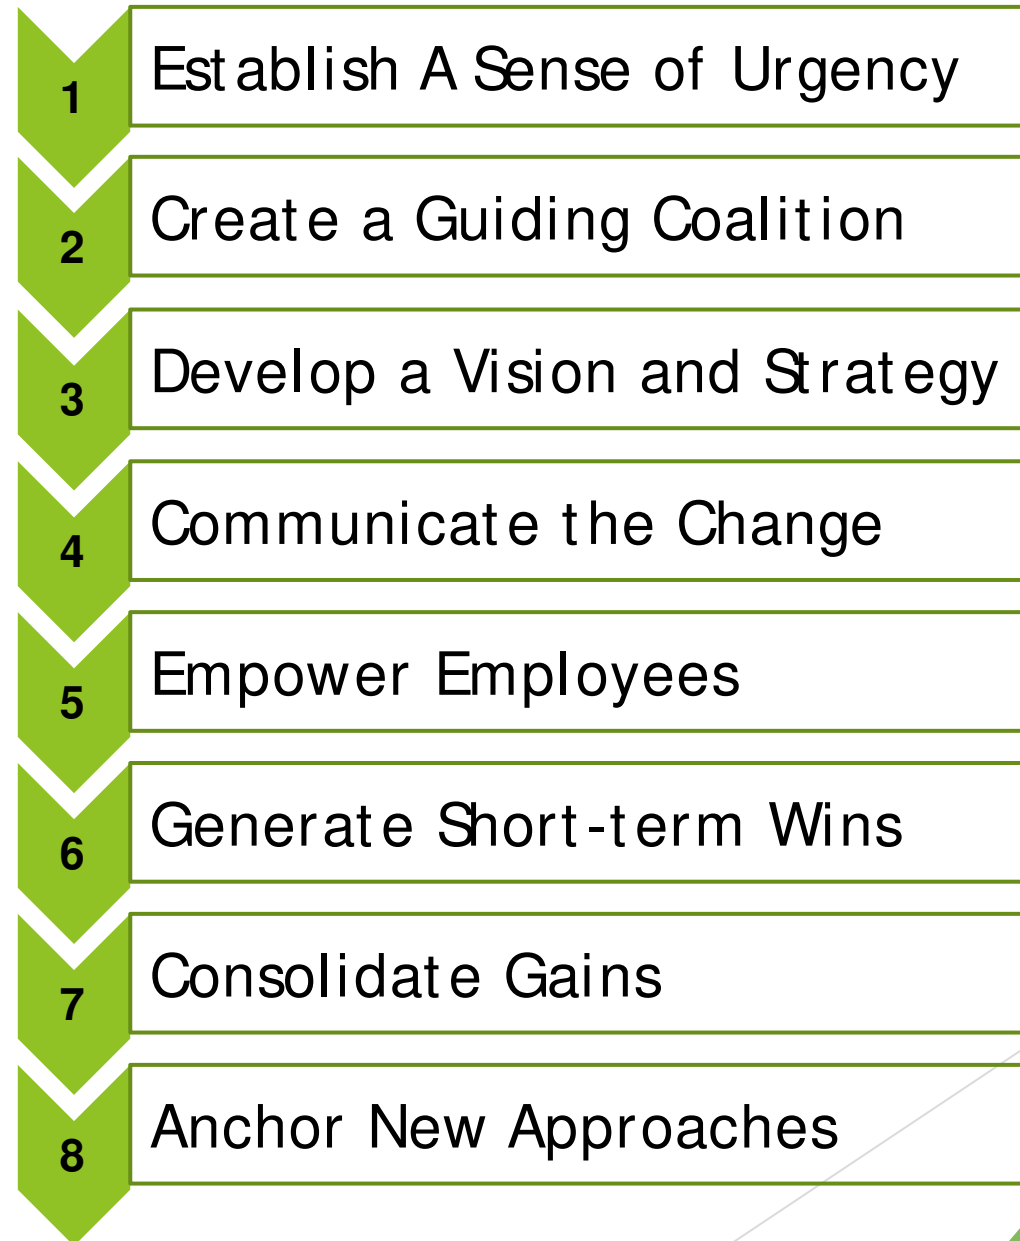 1 Establish A Sense of Urgency
2 Create a Guiding Coalition
3 Develop a Vision and Strategy
4 Communicate the Change
5 Empower Employees
6 Generate Short-term Wins
7 Consolidate Gains
8 Anchor New Approaches